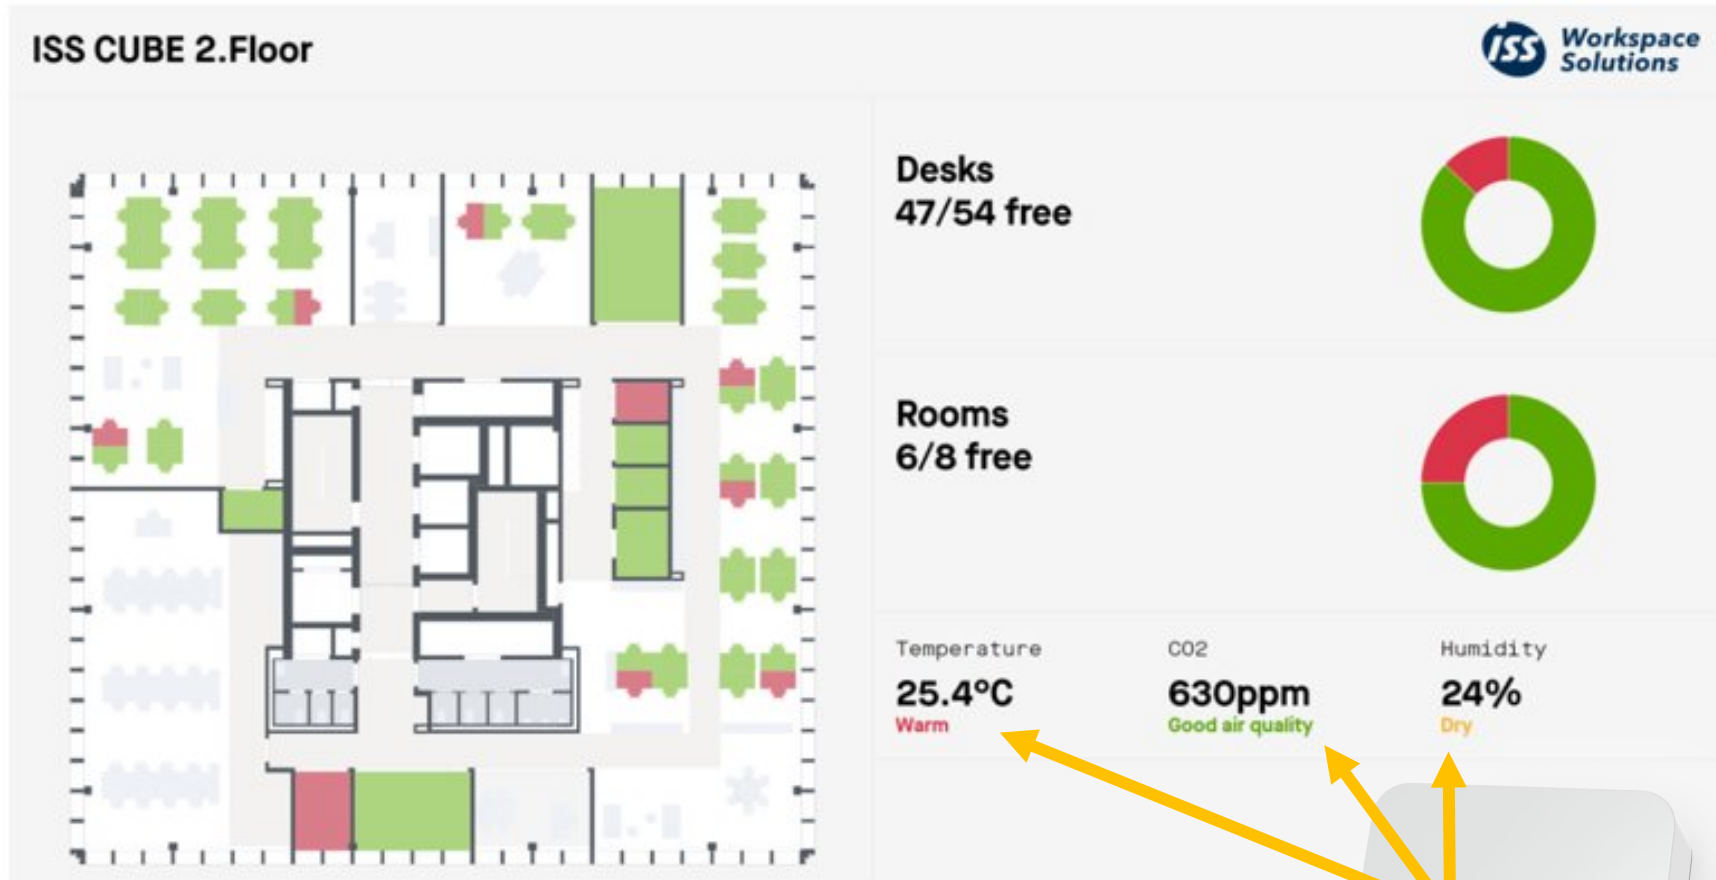 ISS CUBE 2.Floor
ISS
Workspace
Solutions
Desks
47/54 free
Rooms
6/8 free
Temperature
CO2
Humidity
25.4°C
630ppm
24%
Warm
Good air quality
Dry